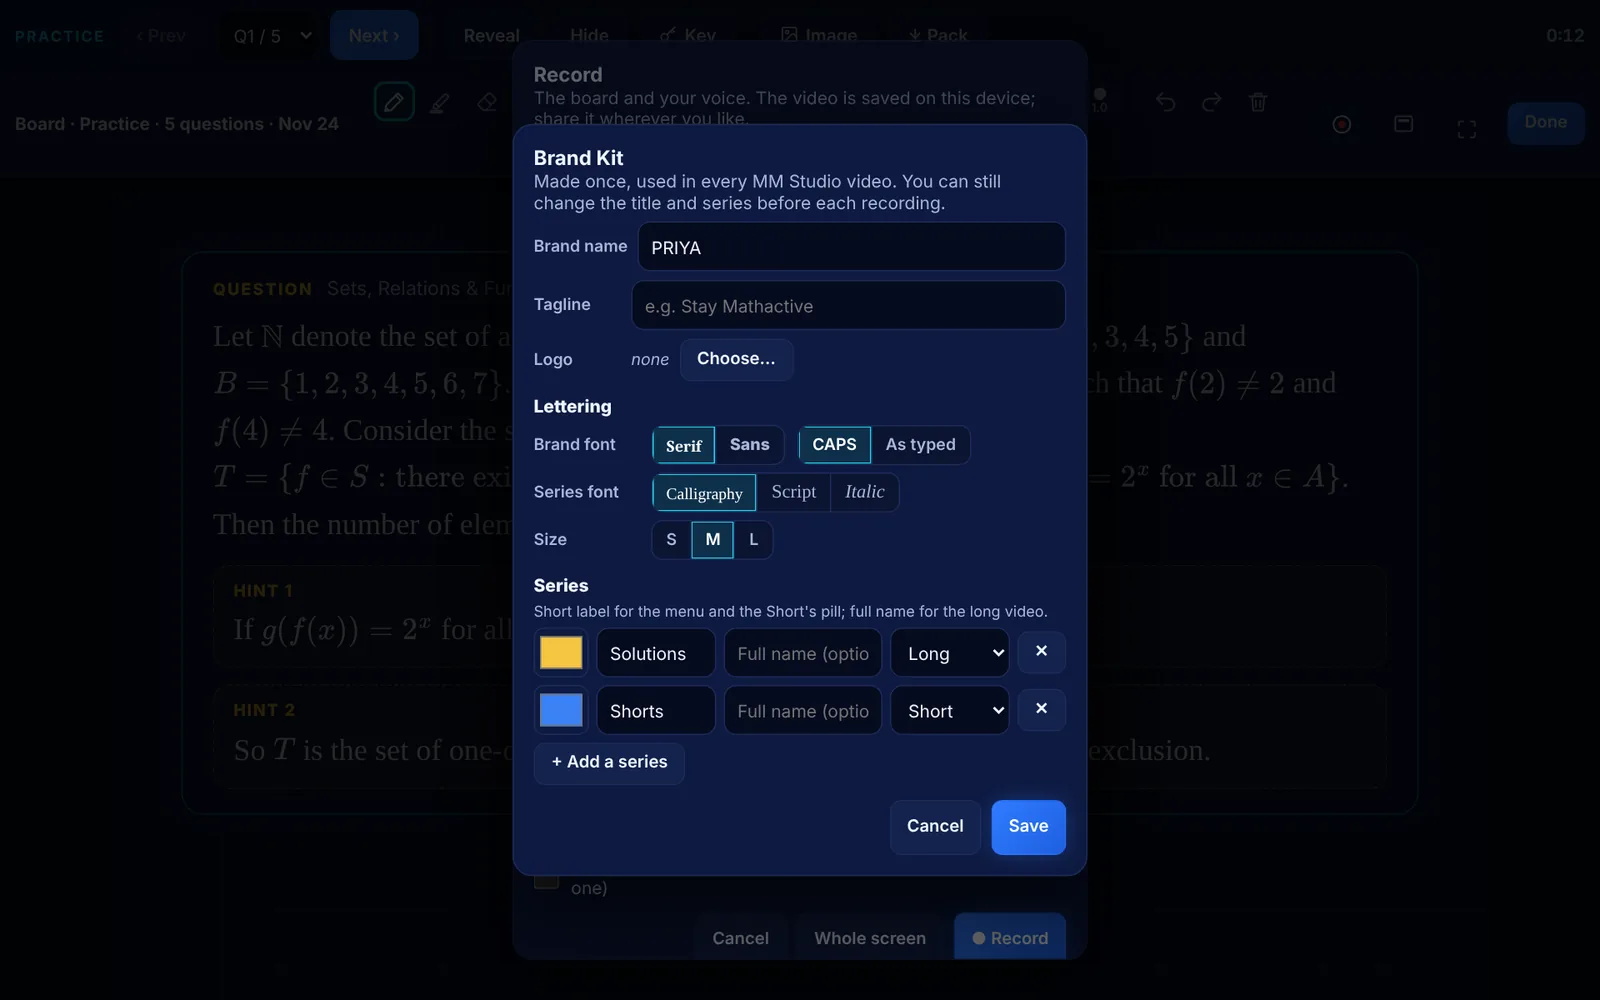 PRACTICE ‹ Prev Q1 / 5 Next › Reveal Hide Key Image Pack 0:12
Board · Practice · 5 questions · Nov 24 1.0 Done
Record
The board and your voice. The video is saved on this device;
share it wherever you like.
Brand Kit
Made once, used in every MM Studio video. You can still
change the title and series before each recording.
Brand name PRIYA
Tagline e.g. Stay Mathactive
Logo none Choose...
Lettering
Brand font Serif Sans CAPS As typed
Series font Calligraphy Script Italic
Size S M L
Series
Short label for the menu and the Short's pill; full name for the long video.
Solutions Full name (optio Long ✕
Shorts Full name (optio Short ✕
+ Add a series
Cancel Save
one)
Cancel Whole screen Record
QUESTION Sets, Relations & Fu
Let ℕ denote the set of a , 3, 4, 5} and
B = {1, 2, 3, 4, 5, 6, 7}. ch that f(2) ≠ 2 and
f(4) ≠ 4. Consider the s
T = {f ∈ S : there exi = 2ˣ for all x ∈ A}.
Then the number of elem
HINT 1
If g(f(x)) = 2ˣ for all
HINT 2
So T is the set of one-o exclusion.